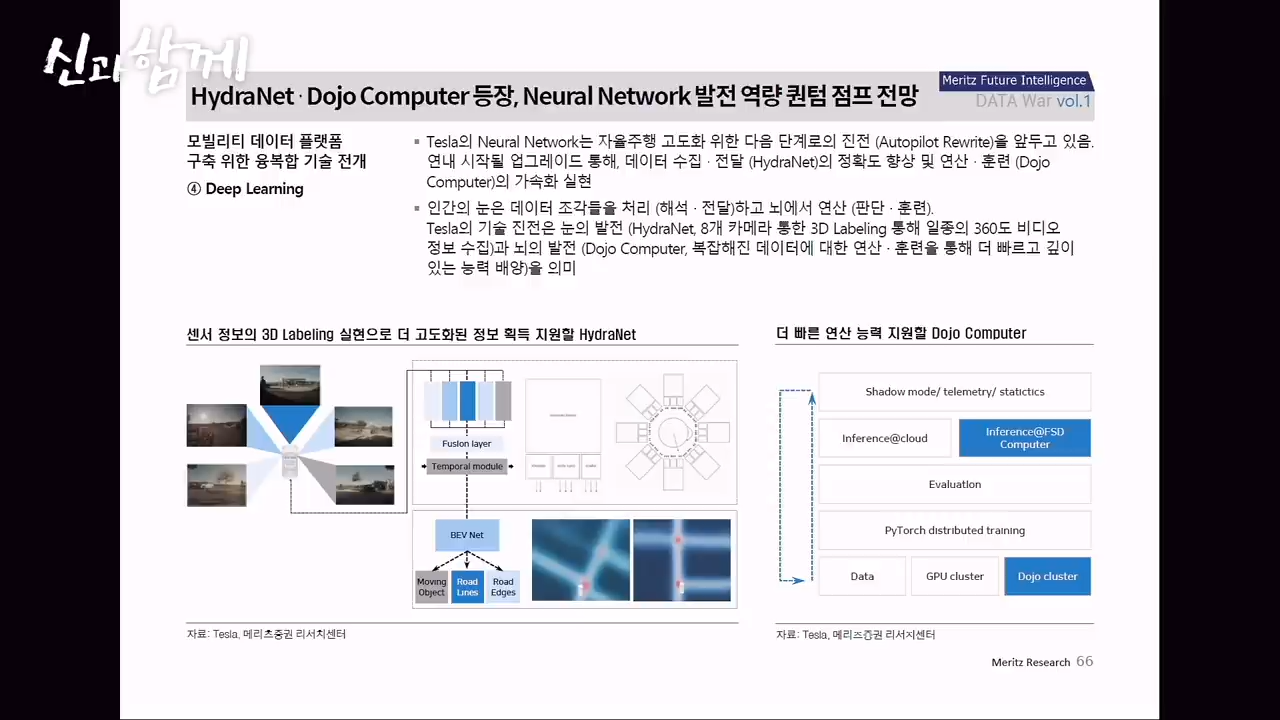 신과함께
Meritz Future Intelligence
HydraNet · Dojo Computer 등장, Neural Network 발전 역량 퀀텀 점프 전망
DATA War vol.1
모빌리티 데이터 플랫폼
구축 위한 융복합 기술 전개
④ Deep Learning
▪ Tesla의 Neural Network는 자율주행 고도화 위한 다음 단계로의 진전 (Autopilot Rewrite)을 앞두고 있음.
연내 시작될 업그레이드 통해, 데이터 수집 · 전달 (HydraNet)의 정확도 향상 및 연산 · 훈련 (Dojo
Computer)의 가속화 실현
▪ 인간의 눈은 데이터 조각들을 처리 (해석 · 전달)하고 뇌에서 연산 (판단 · 훈련).
Tesla의 기술 진전은 눈의 발전 (HydraNet, 8개 카메라 통한 3D Labeling 통해 일종의 360도 비디오
정보 수집)과 뇌의 발전 (Dojo Computer, 복잡해진 데이터에 대한 연산 · 훈련을 통해 더 빠르고 깊이
있는 능력 배양)을 의미
센서 정보의 3D Labeling 실현으로 더 고도화된 정보 획득 지원할 HydraNet
Fusion layer
Temporal module
BEV Net
Moving
Object
Road
Lines
Road
Edges
자료: Tesla, 메리츠증권 리서치센터
더 빠른 연산 능력 지원할 Dojo Computer
Shadow mode/ telemetry/ statictics
Inference@cloud
Inference@FSD
Computer
Evaluation
PyTorch distributed training
Data
GPU cluster
Dojo cluster
자료: Tesla, 메리츠증권 리서치센터
Meritz Research 66